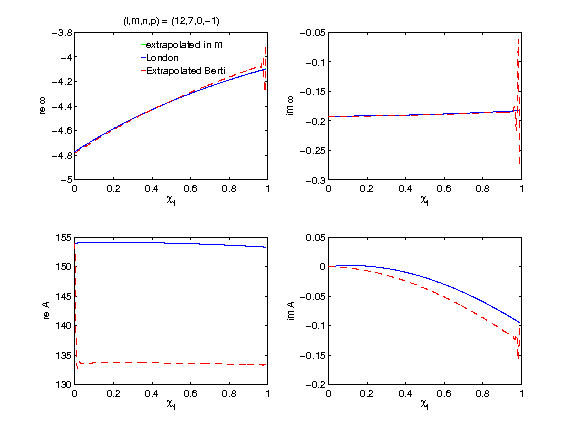 (l,m,n,p) = (12,7,0,−1)
−3.8
−4
−4.2
−4.4
−4.6
−4.8
−5
re ω
extrapolated in m
London
Extrapolated Berti
0 0.2 0.4 0.6 0.8 1
χf
−0.05
−0.1
−0.15
−0.2
−0.25
−0.3
im ω
0 0.2 0.4 0.6 0.8 1
χf
155
150
145
140
135
130
re A
0 0.2 0.4 0.6 0.8 1
χf
0.05
0
−0.05
−0.1
−0.15
−0.2
im A
0 0.2 0.4 0.6 0.8 1
χf